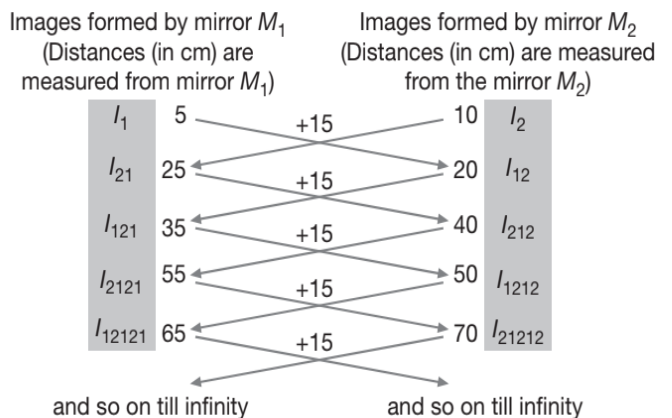 Images formed by mirror M1
(Distances (in cm) are
measured from mirror M1)
Images formed by mirror M2
(Distances (in cm) are measured
from the mirror M2)
I1 5 +15 10 I2
I21 25 +15 20 I12
I121 35 +15 40 I212
I2121 55 +15 50 I1212
I12121 65 +15 70 I21212
and so on till infinity and so on till infinity